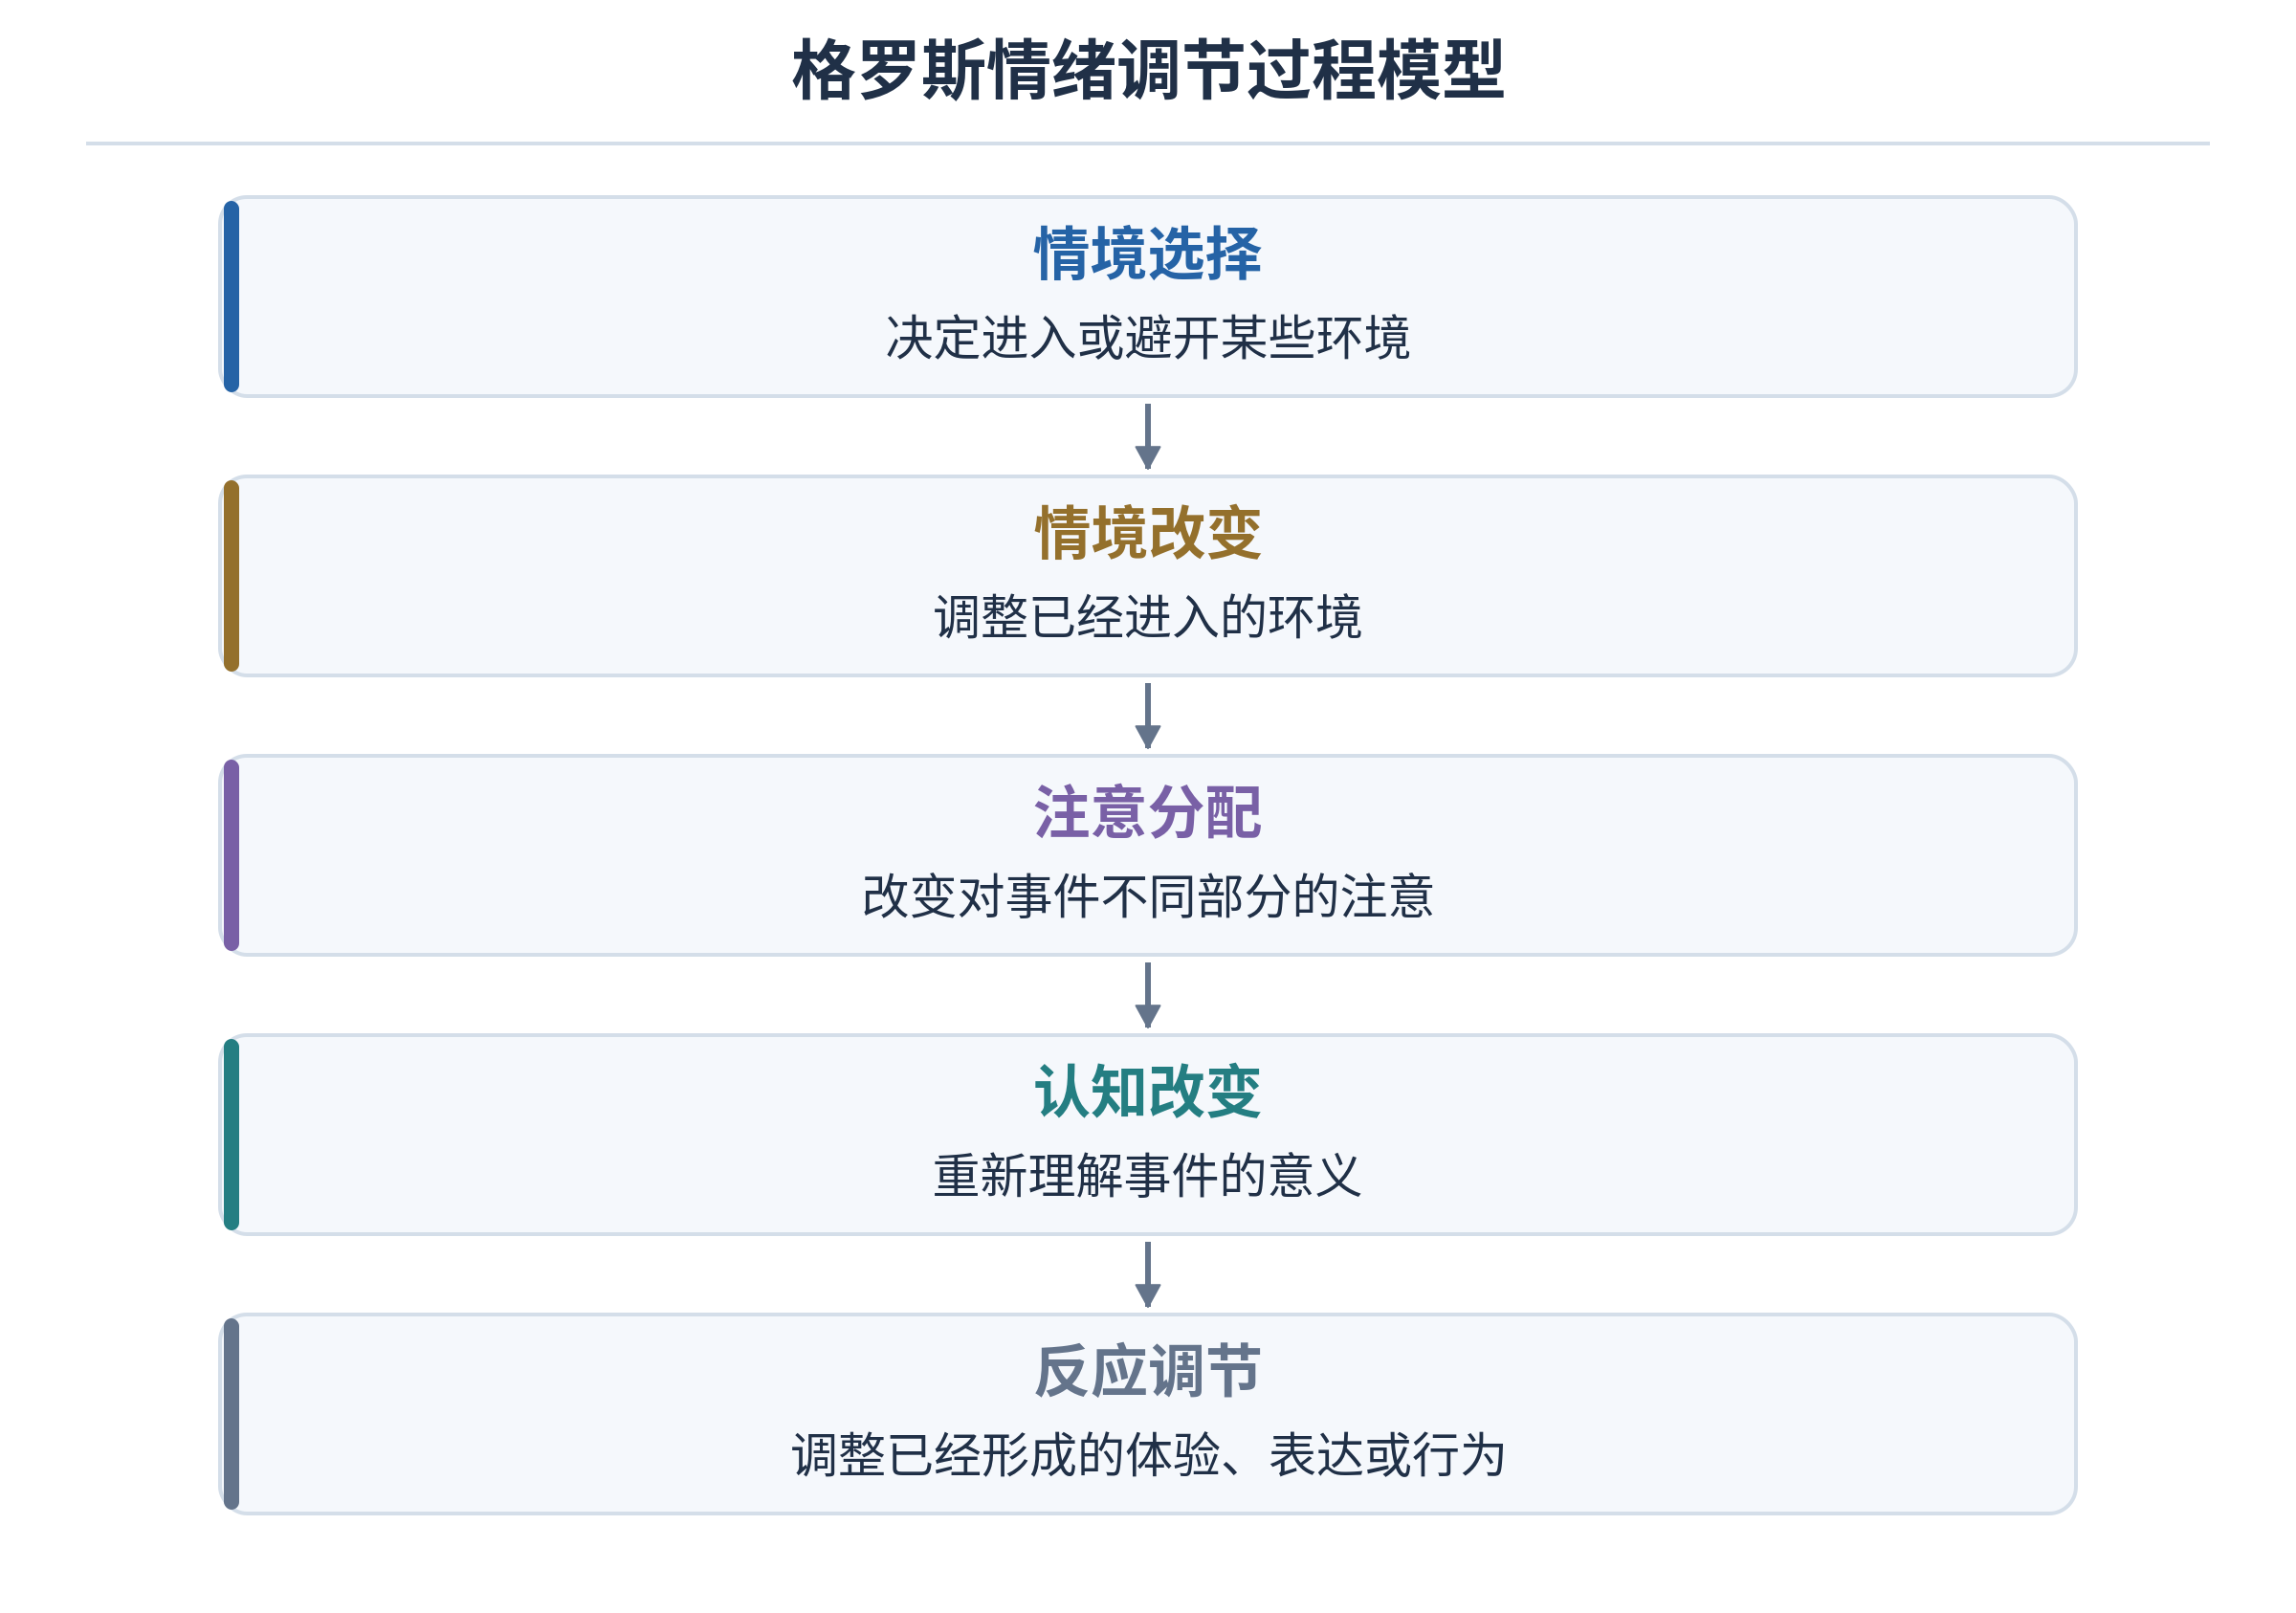 格罗斯情绪调节过程模型
情境选择
决定进入或避开某些环境
情境改变
调整已经进入的环境
注意分配
改变对事件不同部分的注意
认知改变
重新理解事件的意义
反应调节
调整已经形成的体验、表达或行为